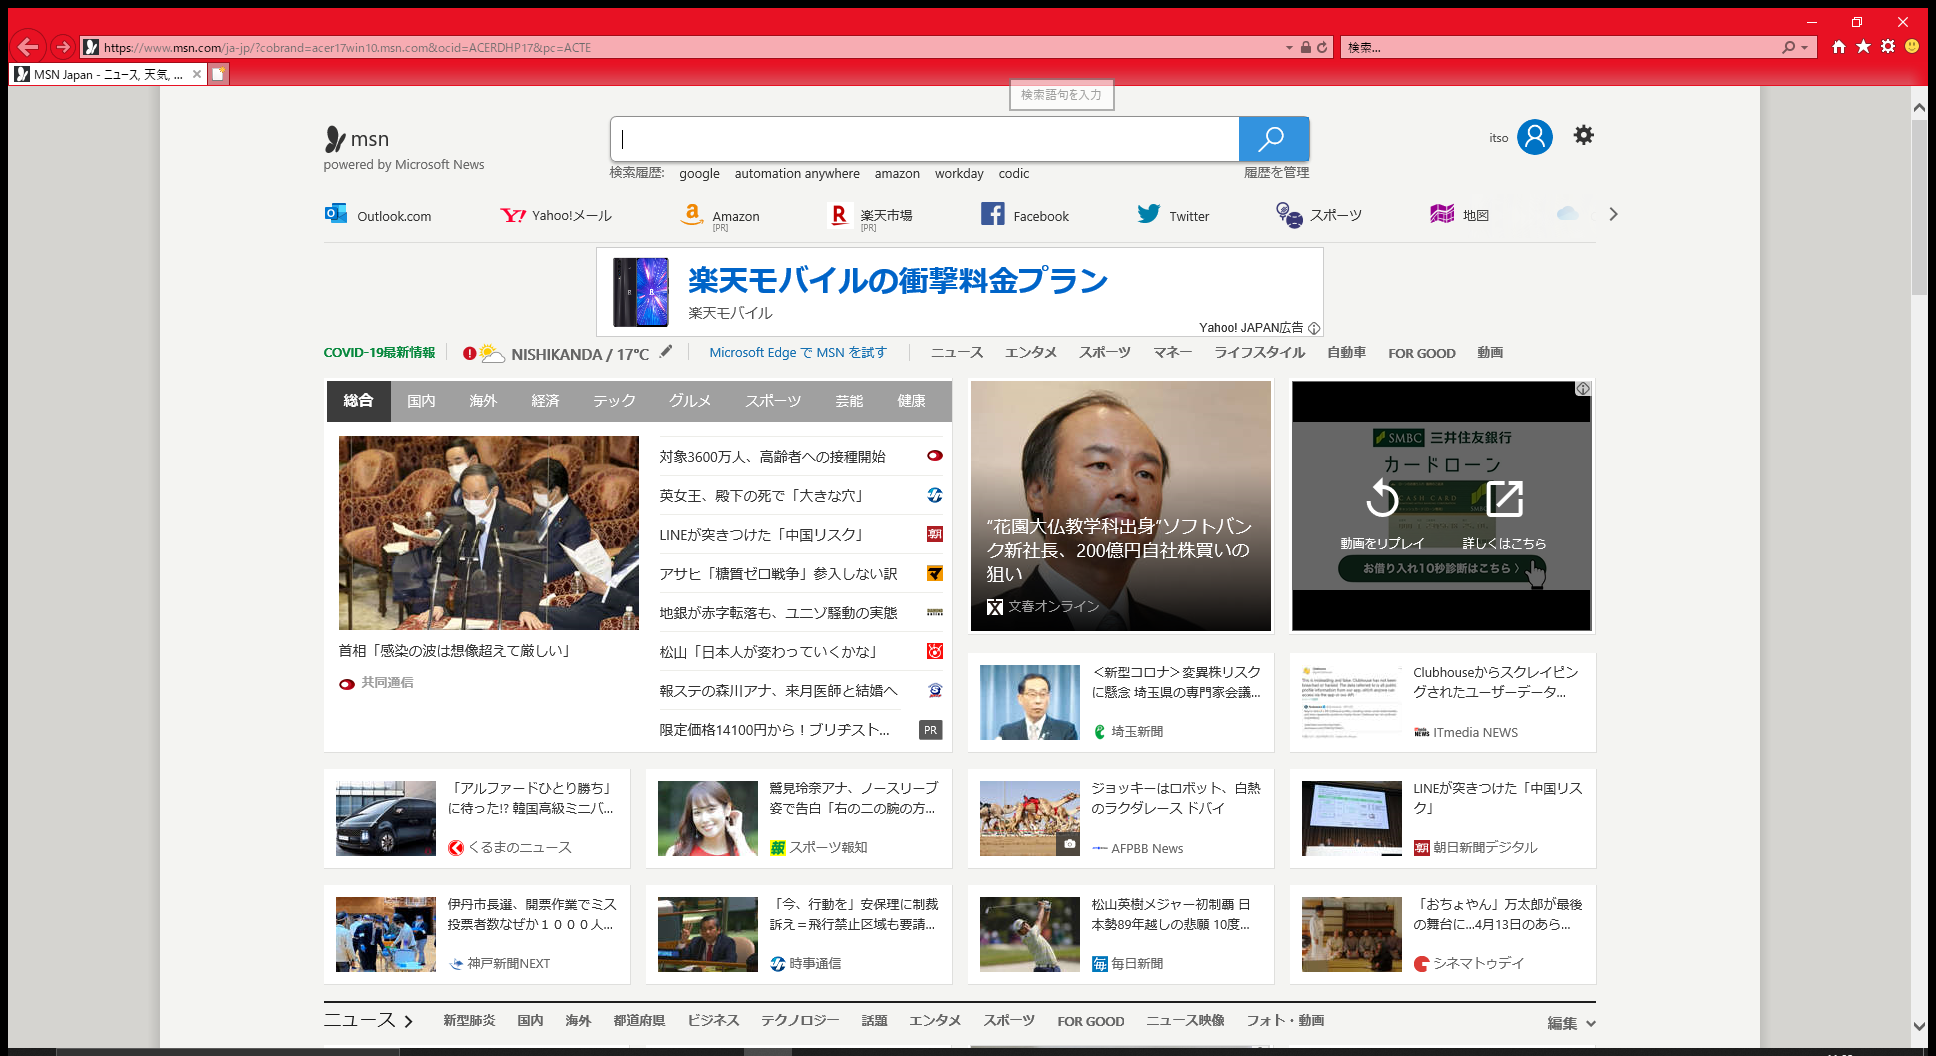 https://www.msn.com/ja-jp/?cobrand=acer17win10.msn.com&ocid=ACERDHP17&pc=ACTE
検索...
MSN Japan - ニュース, 天気, ...
検索語句を入力
msn
powered by Microsoft News
itso
検索履歴: google automation anywhere amazon workday codic 履歴を管理
Outlook.com Yahoo!メール Amazon 楽天市場 Facebook Twitter スポーツ 地図
[PR] [PR]
楽天モバイルの衝撃料金プラン
楽天モバイル
Yahoo! JAPAN広告
COVID-19最新情報 NISHIKANDA / 17°C Microsoft Edge で MSN を試す ニュース エンタメ スポーツ マネー ライフスタイル 自動車 FOR GOOD 動画
総合 国内 海外 経済 テック グルメ スポーツ 芸能 健康
首相「感染の波は想像超えて厳しい」
共同通信
対象3600万人、高齢者への接種開始
英女王、殿下の死で「大きな穴」
LINEが突きつけた「中国リスク」
アサヒ「糖質ゼロ戦争」参入しない訳
地銀が赤字転落も、ユニゾ騒動の実態
松山「日本人が変わっていくかな」
報ステの森川アナ、来月医師と結婚へ
限定価格14100円から！ブリヂスト...
PR
“花園大仏教学科出身”ソフトバン
ク新社長、200億円自社株買いの
狙い
文春オンライン
SMBC 三井住友銀行
カードローン
CASH CARD
動画をリプレイ 詳しくはこちら
お借り入れ10秒診断はこちら
＜新型コロナ＞変異株リスク
に懸念 埼玉県の専門家会議...
埼玉新聞
Clubhouseからスクレイピン
グされたユーザーデータ...
ITmedia NEWS
「アルファードひとり勝ち」
に待った!? 韓国高級ミニバ...
くるまのニュース
鷲見玲奈アナ、ノースリーブ
姿で告白「右の二の腕の方...
スポーツ報知
ジョッキーはロボット、白熱
のラクダレース ドバイ
AFPBB News
LINEが突きつけた「中国リス
ク」
朝日新聞デジタル
伊丹市長選、開票作業でミス
投票者数なぜか１０００人...
神戸新聞NEXT
「今、行動を」安保理に制裁
訴え＝飛行禁止区域も要請...
時事通信
松山英樹メジャー初制覇 日
本勢89年越しの悲願 10度...
毎日新聞
「おちょやん」万太郎が最後
の舞台に...4月13日のあら...
シネマトゥデイ
ニュース 新型肺炎 国内 海外 都道府県 ビジネス テクノロジー 話題 エンタメ スポーツ FOR GOOD ニュース映像 フォト・動画 編集